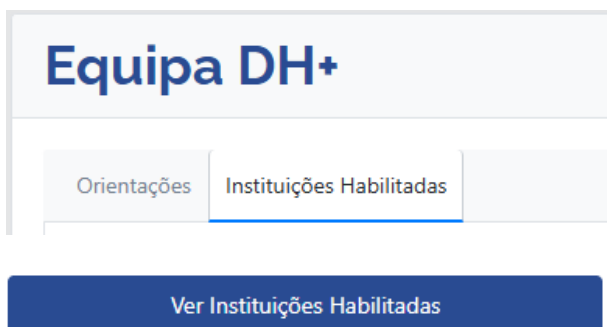 Equipa DH+
Orientações Instituições Habilitadas
Ver Instituições Habilitadas